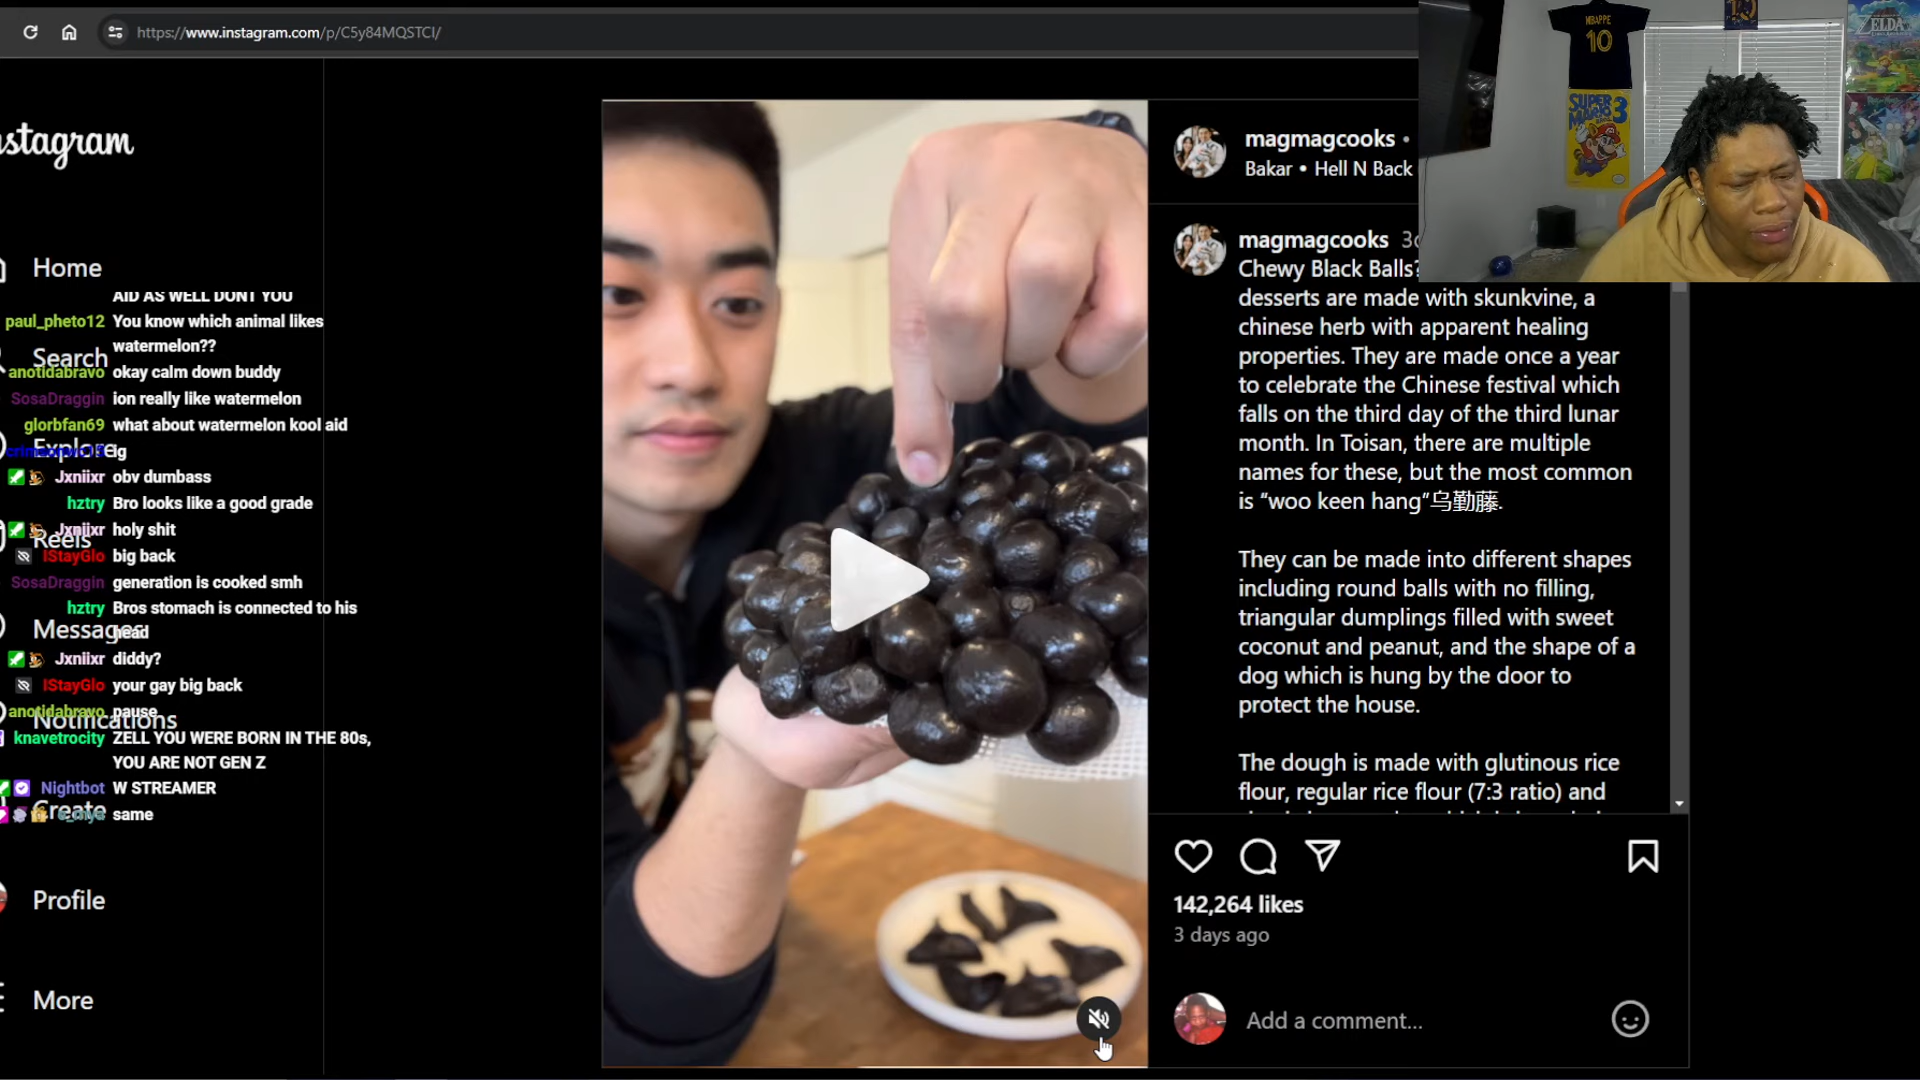 https://www.instagram.com/p/C5y84MQSTCI/
stagram
Home
Search
Reels
Messages
Notifications
Create
Profile
More
AID AS WELL DONT YOU
paul_pheto12 You know which animal likes
watermelon??
anotidabravo okay calm down buddy
SosaDraggin ion really like watermelon
glorbfan69 what about watermelon kool aid
Jxniixr obv dumbass
hztry Bro looks like a good grade
Jxniixr holy shit
IStayGlo big back
SosaDraggin generation is cooked smh
hztry Bros stomach is connected to his
head
Jxniixr diddy?
IStayGlo your gay big back
anotidabravo pause
knavetrocity ZELL YOU WERE BORN IN THE 80s,
YOU ARE NOT GEN Z
Nightbot W STREAMER
same
magmagcooks •
Bakar • Hell N Back
magmagcooks
Chewy Black Balls?
desserts are made with skunkvine, a
chinese herb with apparent healing
properties. They are made once a year
to celebrate the Chinese festival which
falls on the third day of the third lunar
month. In Toisan, there are multiple
names for these, but the most common
is “woo keen hang”乌勤藤.
They can be made into different shapes
including round balls with no filling,
triangular dumplings filled with sweet
coconut and peanut, and the shape of a
dog which is hung by the door to
protect the house.
The dough is made with glutinous rice
flour, regular rice flour (7:3 ratio) and
142,264 likes
3 days ago
Add a comment...
MBAPPE
10
SUPER
MARIO
3
ZELDA